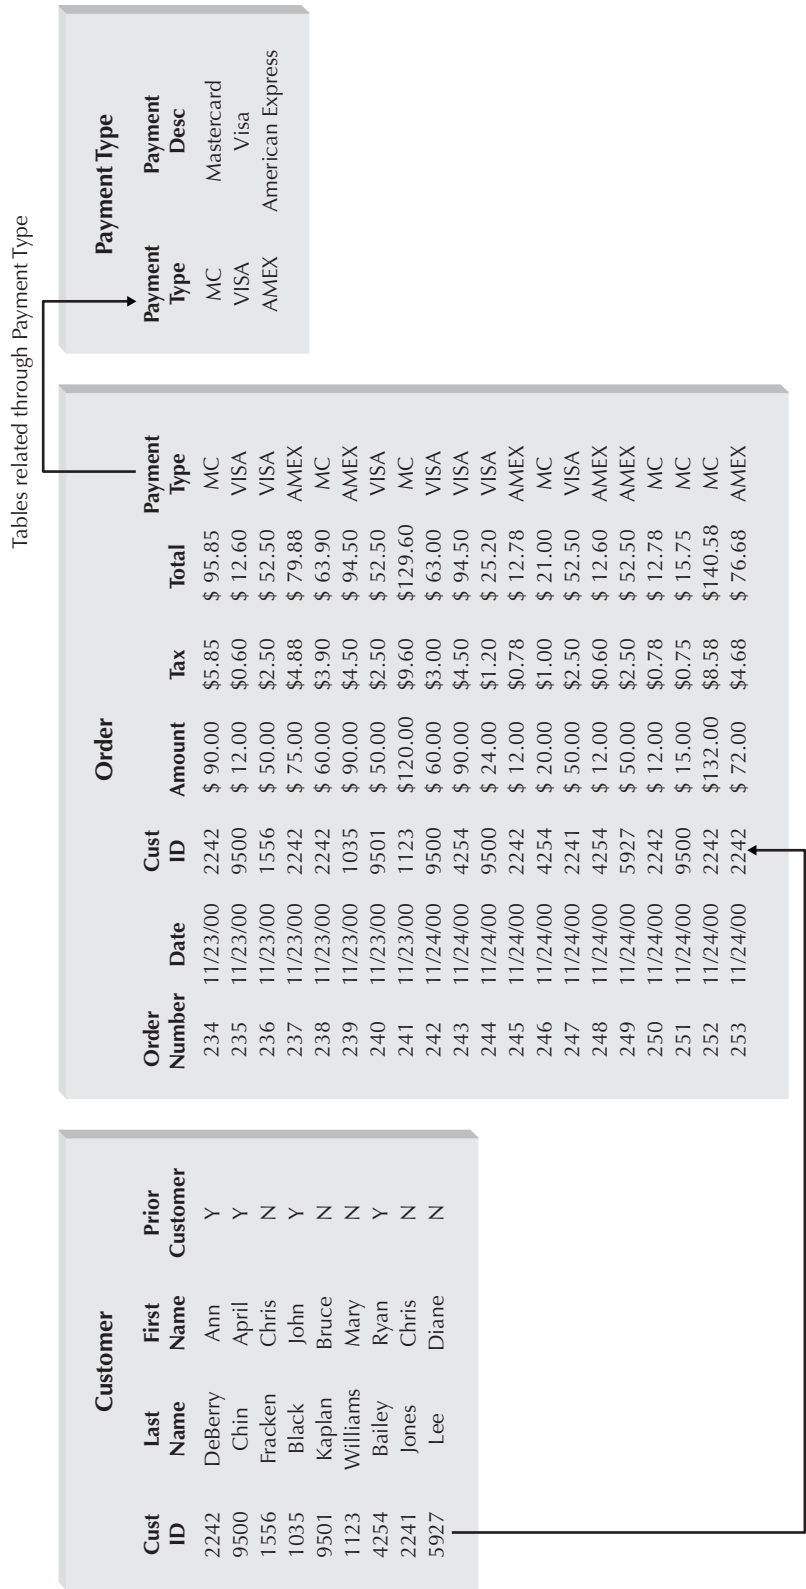 Customer
Cust ID Last Name First Name Prior Customer
2242 DeBerry Ann Y
9500 Chin April Y
1556 Fracken Chris N
1035 Black John Y
9501 Kaplan Bruce N
1123 Williams Mary N
4254 Bailey Ryan Y
2241 Jones Chris N
5927 Lee Diane N
Order
Order Number Date Cust ID Amount Tax Total Payment Type
234 11/23/00 2242 $ 90.00 $5.85 $ 95.85 MC
235 11/23/00 9500 $ 12.00 $0.60 $ 12.60 VISA
236 11/23/00 1556 $ 50.00 $2.50 $ 52.50 VISA
237 11/23/00 2242 $ 75.00 $4.88 $ 79.88 AMEX
238 11/23/00 2242 $ 60.00 $3.90 $ 63.90 MC
239 11/23/00 1035 $ 90.00 $4.50 $ 94.50 AMEX
240 11/23/00 9501 $ 50.00 $2.50 $ 52.50 VISA
241 11/23/00 1123 $120.00 $9.60 $129.60 MC
242 11/24/00 9500 $ 60.00 $3.00 $ 63.00 VISA
243 11/24/00 4254 $ 90.00 $4.50 $ 94.50 VISA
244 11/24/00 9500 $ 24.00 $1.20 $ 25.20 VISA
245 11/24/00 2242 $ 12.00 $0.78 $ 12.78 AMEX
246 11/24/00 4254 $ 20.00 $1.00 $ 21.00 MC
247 11/24/00 2241 $ 50.00 $2.50 $ 52.50 VISA
248 11/24/00 4254 $ 12.00 $0.60 $ 12.60 AMEX
249 11/24/00 5927 $ 50.00 $2.50 $ 52.50 AMEX
250 11/24/00 2242 $ 12.00 $0.78 $ 12.78 MC
251 11/24/00 9500 $ 15.00 $0.75 $ 15.75 MC
252 11/24/00 2242 $132.00 $8.58 $140.58 MC
253 11/24/00 2242 $ 72.00 $4.68 $ 76.68 AMEX
Tables related through Payment Type
Payment Type
Payment Type Payment Desc
MC Mastercard
VISA Visa
AMEX American Express